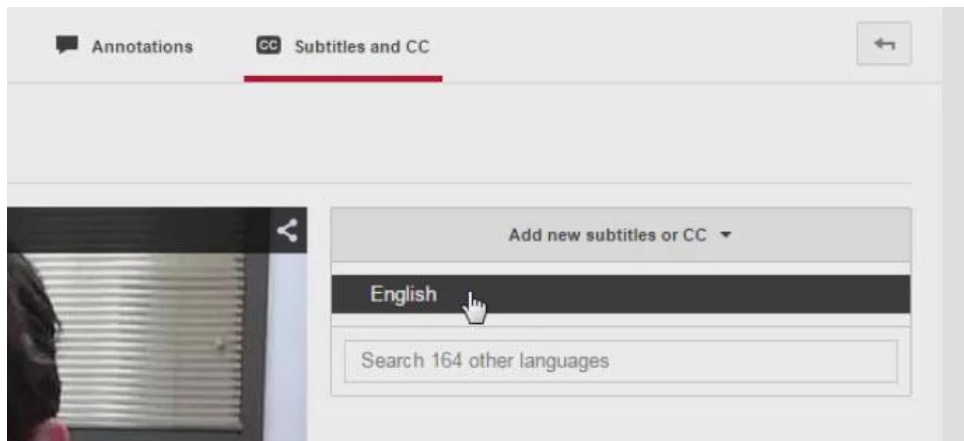 Annotations CC Subtitles and CC
Add new subtitles or CC
English
Search 164 other languages